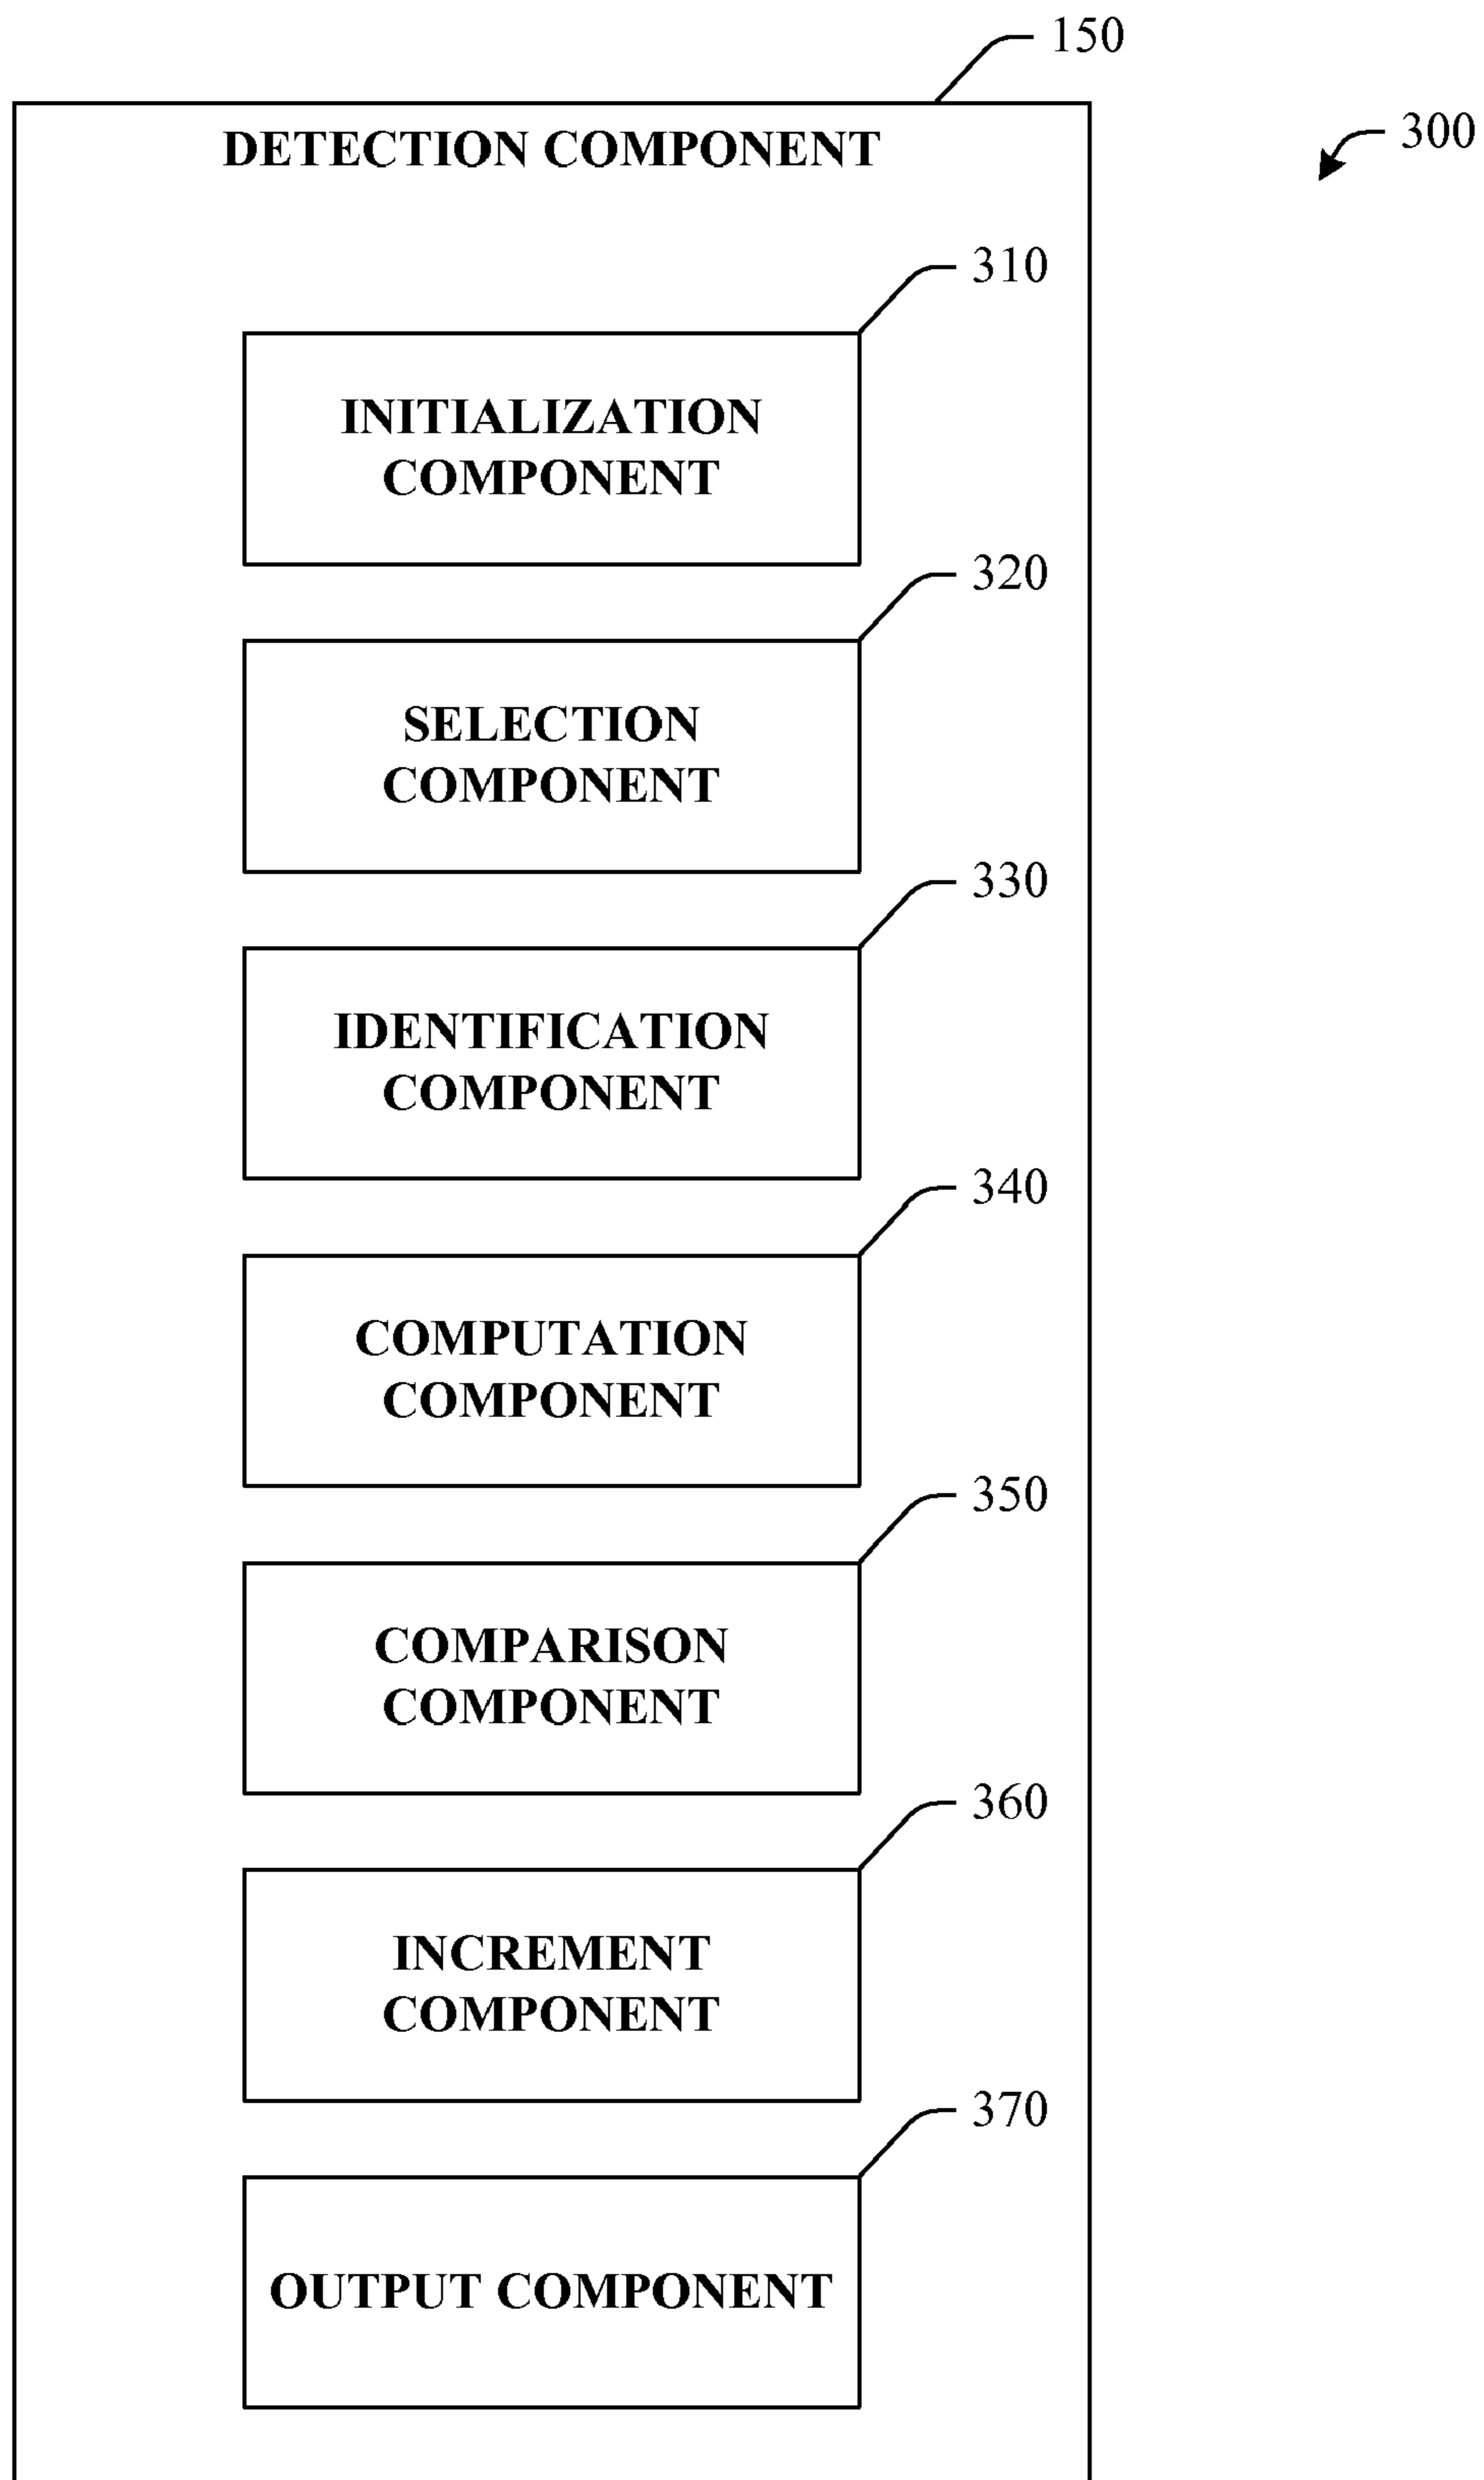 150
DETECTION COMPONENT
300
310
INITIALIZATION
COMPONENT
320
SELECTION
COMPONENT
330
IDENTIFICATION
COMPONENT
340
COMPUTATION
COMPONENT
350
COMPARISON
COMPONENT
360
INCREMENT
COMPONENT
370
OUTPUT COMPONENT